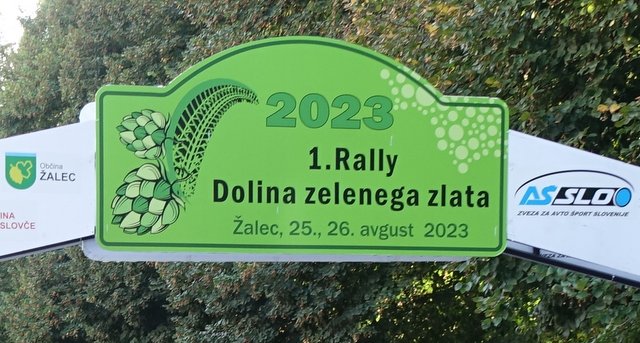 2023
1.Rally
Dolina zelenega zlata
Žalec, 25., 26. avgust 2023
Občina
ŽALEC
AS SLO
ZVEZA ZA AVTO ŠPORT SLOVENIJE